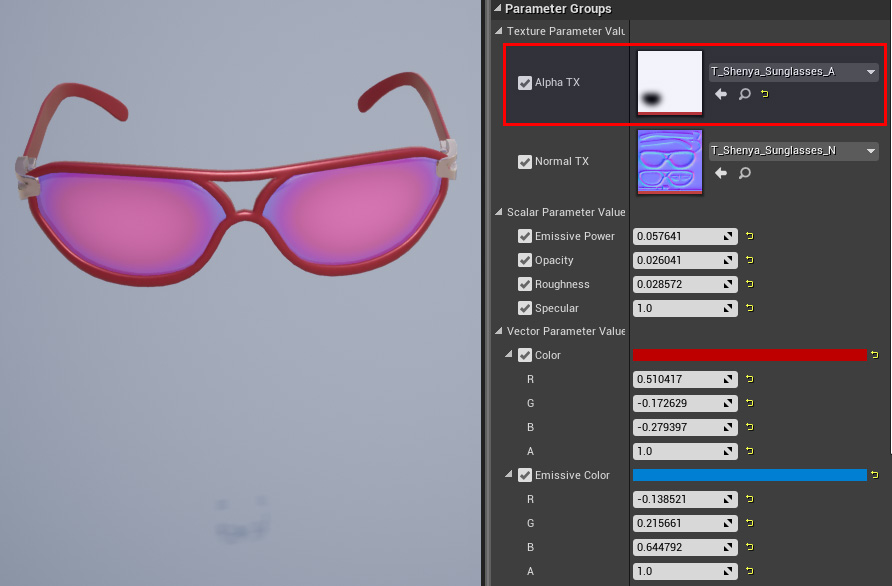 Parameter Groups
Texture Parameter Valu
Alpha TX
T_Shenya_Sunglasses_A
Normal TX
T_Shenya_Sunglasses_N
Scalar Parameter Value
Emissive Power 0.057641
Opacity 0.026041
Roughness 0.028572
Specular 1.0
Vector Parameter Value
Color
R 0.510417
G -0.172629
B -0.279397
A 1.0
Emissive Color
R -0.138521
G 0.215661
B 0.644792
A 1.0